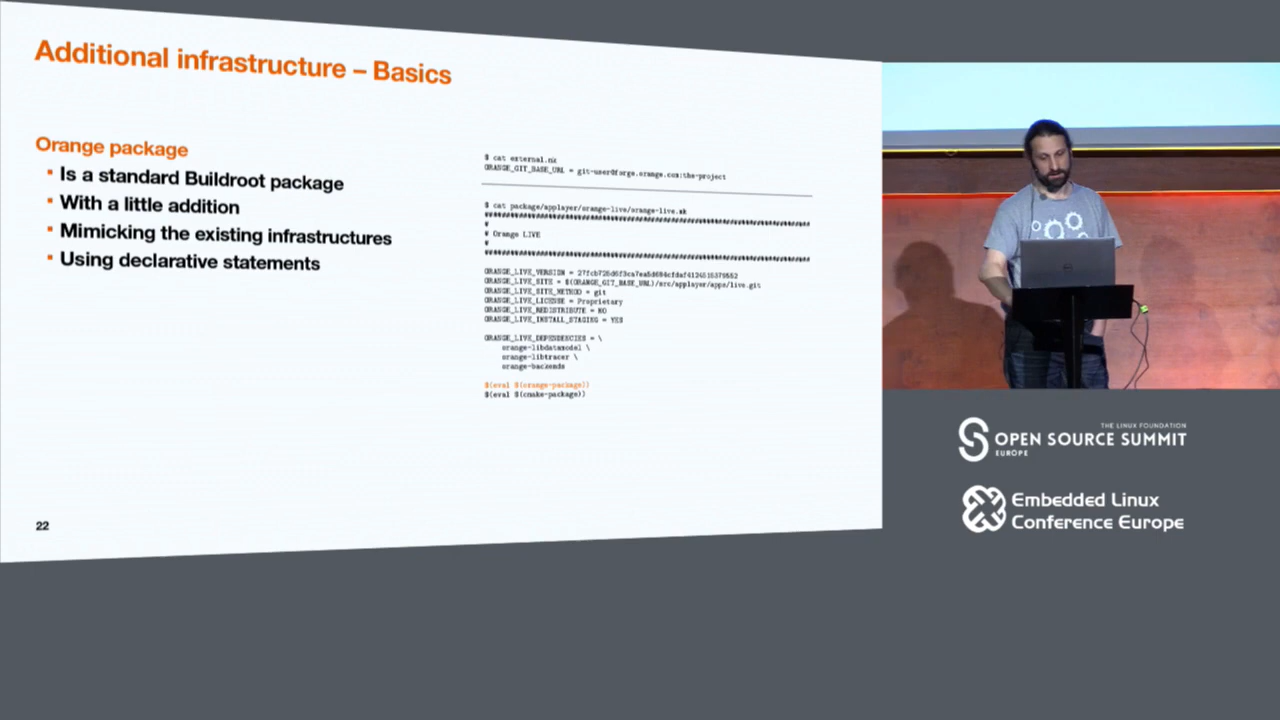 Additional infrastructure – Basics
Orange package
Is a standard Buildroot package
With a little addition
Mimicking the existing infrastructures
Using declarative statements
$ cat external.mk
ORANGE_GIT_BASE_URL = git-user@forge.orange.com:the-project
$ cat package/applayer/orange-live/orange-live.mk
#
# Orange LIVE
#
ORANGE_LIVE_VERSION =
ORANGE_LIVE_SITE = $(ORANGE_GIT_BASE_URL)/src/applayer/apps/live.git
ORANGE_LIVE_SITE_METHOD = git
ORANGE_LIVE_LICENSE = Proprietary
ORANGE_LIVE_REDISTRIBUTE = NO
ORANGE_LIVE_INSTALL_STAGING = YES
ORANGE_LIVE_DEPENDENCIES = \
orange-libdatamodel \
orange-libtracer \
orange-backends
$(eval $(orange-package))
$(eval $(cmake-package))
22
THE LINUX FOUNDATION
OPEN SOURCE SUMMIT
EUROPE
Embedded Linux
Conference Europe